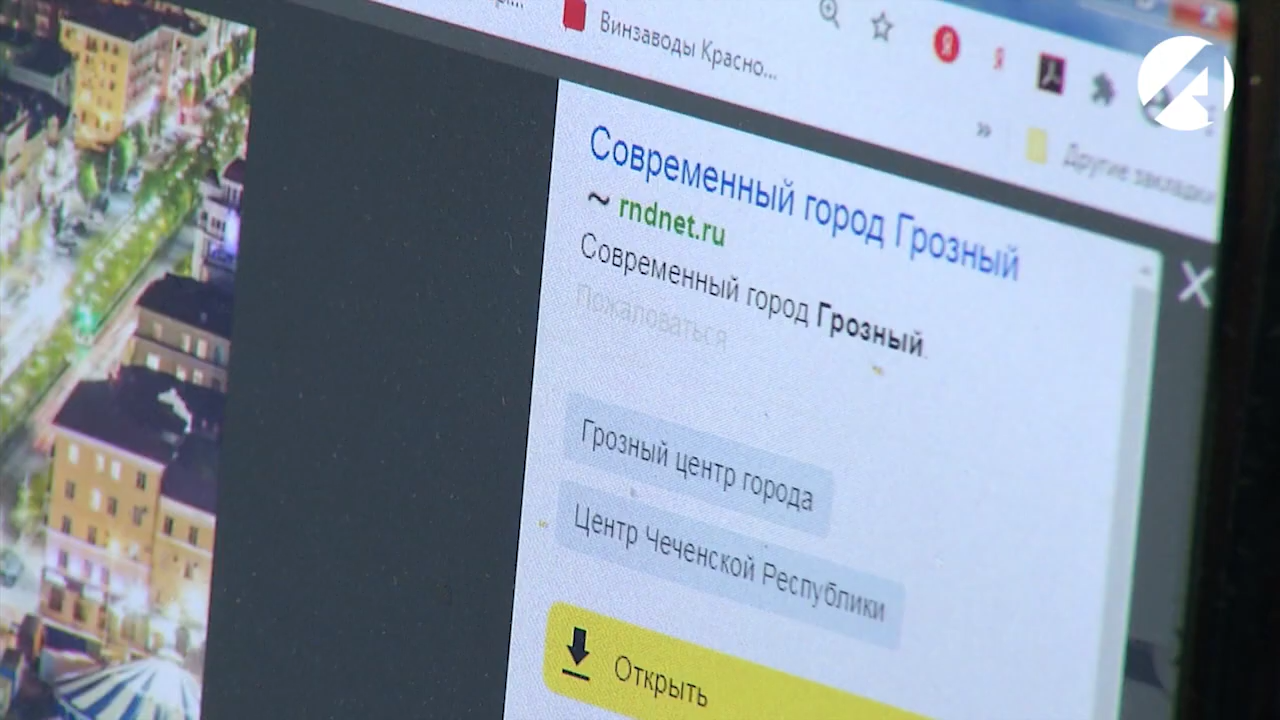 Винзаводы Красно...
Другие закладки
Современный город Грозный
~ rndnet.ru
Современный город Грозный.
Пожаловаться
Грозный центр города
Центр Чеченской Республики
Открыть